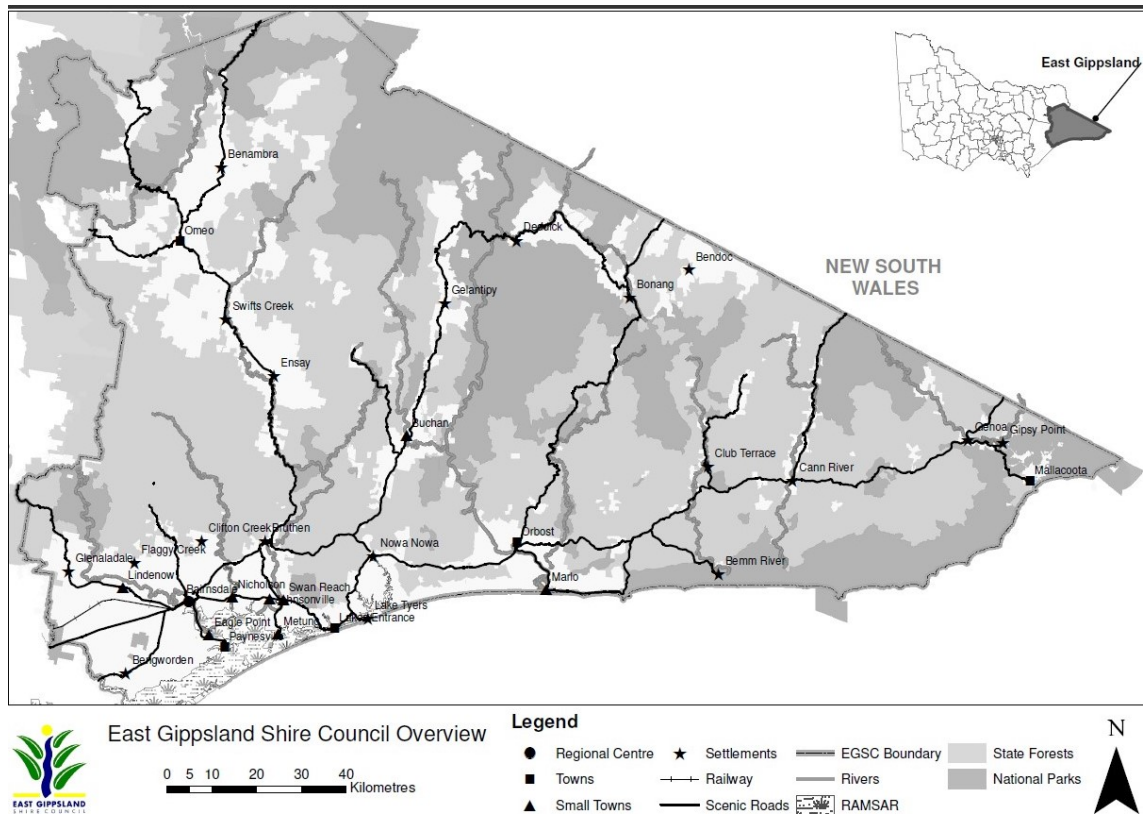 East Gippsland
Benambra
Omeo
Deddick
Bendoc
NEW SOUTH
WALES
Gelantipy
Bonang
Swifts Creek
Ensay
Buchan
Genoa
Gipsy Point
Club Terrace
Cann River
Mallacoota
Clifton Creek
Bruthen
Orbost
Flaggy Creek
Nowa Nowa
Glenaladale
Lindenow
Bemm River
Marlo
Bairnsdale
Nicholson
Swan Reach
Lake Tyers
Eagle Point
Metung
Lakes Entrance
Paynesville
Bengworden
East Gippsland Shire Council Overview
0 5 10 20 30 40
Kilometres
EAST GIPPSLAND
SHIRE COUNCIL
Legend
Regional Centre
Towns
Small Towns
Settlements
Railway
Scenic Roads
EGSC Boundary
Rivers
RAMSAR
State Forests
National Parks
N